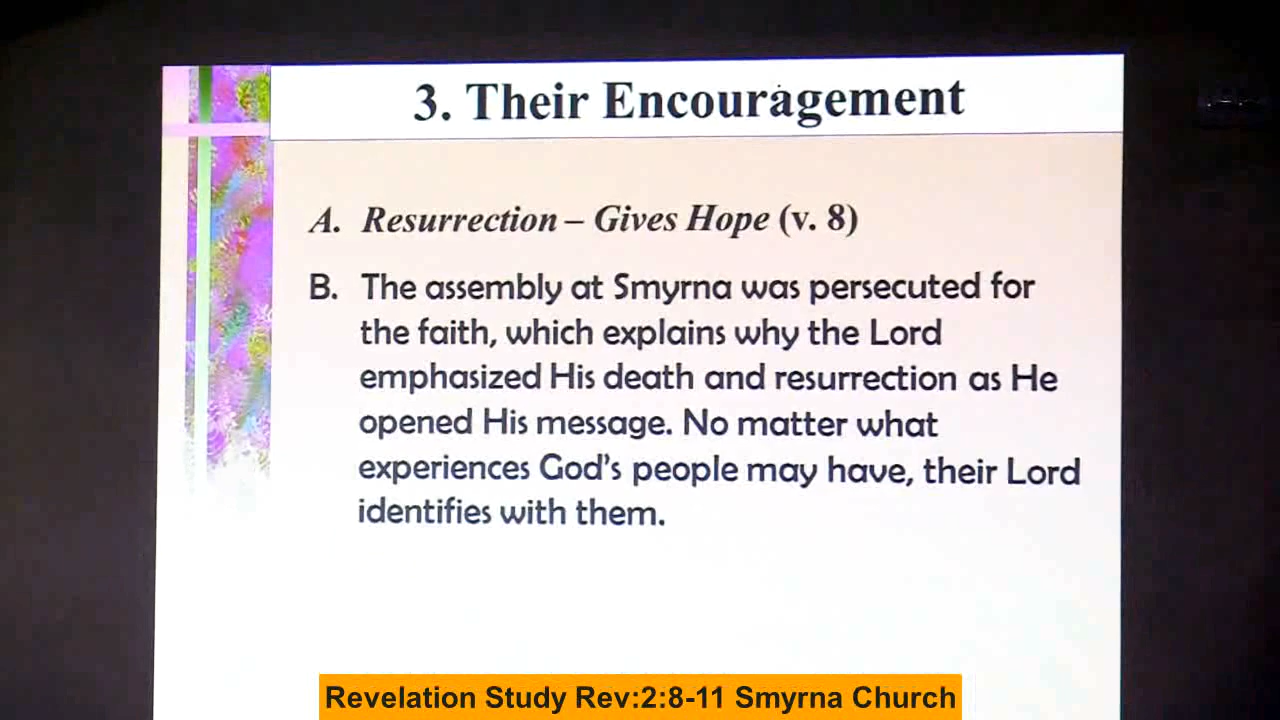 3. Their Encouragement
A. Resurrection – Gives Hope (v. 8)
B. The assembly at Smyrna was persecuted for
the faith, which explains why the Lord
emphasized His death and resurrection as He
opened His message. No matter what
experiences God's people may have, their Lord
identifies with them.
Revelation Study Rev:2:8-11 Smyrna Church